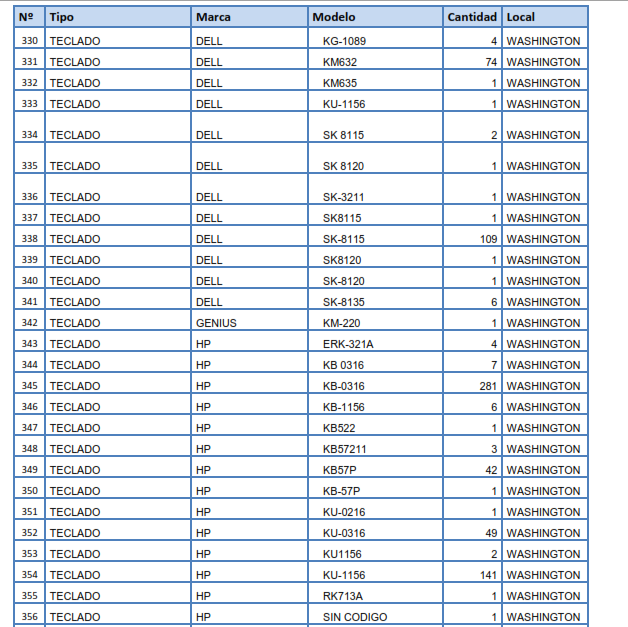 Nº Tipo Marca Modelo Cantidad Local
330 TECLADO DELL KG-1089 4 WASHINGTON
331 TECLADO DELL KM632 74 WASHINGTON
332 TECLADO DELL KM635 1 WASHINGTON
333 TECLADO DELL KU-1156 1 WASHINGTON
334 TECLADO DELL SK 8115 2 WASHINGTON
335 TECLADO DELL SK 8120 1 WASHINGTON
336 TECLADO DELL SK-3211 1 WASHINGTON
337 TECLADO DELL SK8115 1 WASHINGTON
338 TECLADO DELL SK-8115 109 WASHINGTON
339 TECLADO DELL SK8120 1 WASHINGTON
340 TECLADO DELL SK-8120 1 WASHINGTON
341 TECLADO DELL SK-8135 6 WASHINGTON
342 TECLADO GENIUS KM-220 1 WASHINGTON
343 TECLADO HP ERK-321A 4 WASHINGTON
344 TECLADO HP KB 0316 7 WASHINGTON
345 TECLADO HP KB-0316 281 WASHINGTON
346 TECLADO HP KB-1156 6 WASHINGTON
347 TECLADO HP KB522 1 WASHINGTON
348 TECLADO HP KB57211 3 WASHINGTON
349 TECLADO HP KB57P 42 WASHINGTON
350 TECLADO HP KB-57P 1 WASHINGTON
351 TECLADO HP KU-0216 1 WASHINGTON
352 TECLADO HP KU-0316 49 WASHINGTON
353 TECLADO HP KU1156 2 WASHINGTON
354 TECLADO HP KU-1156 141 WASHINGTON
355 TECLADO HP RK713A 1 WASHINGTON
356 TECLADO HP SIN CODIGO 1 WASHINGTON